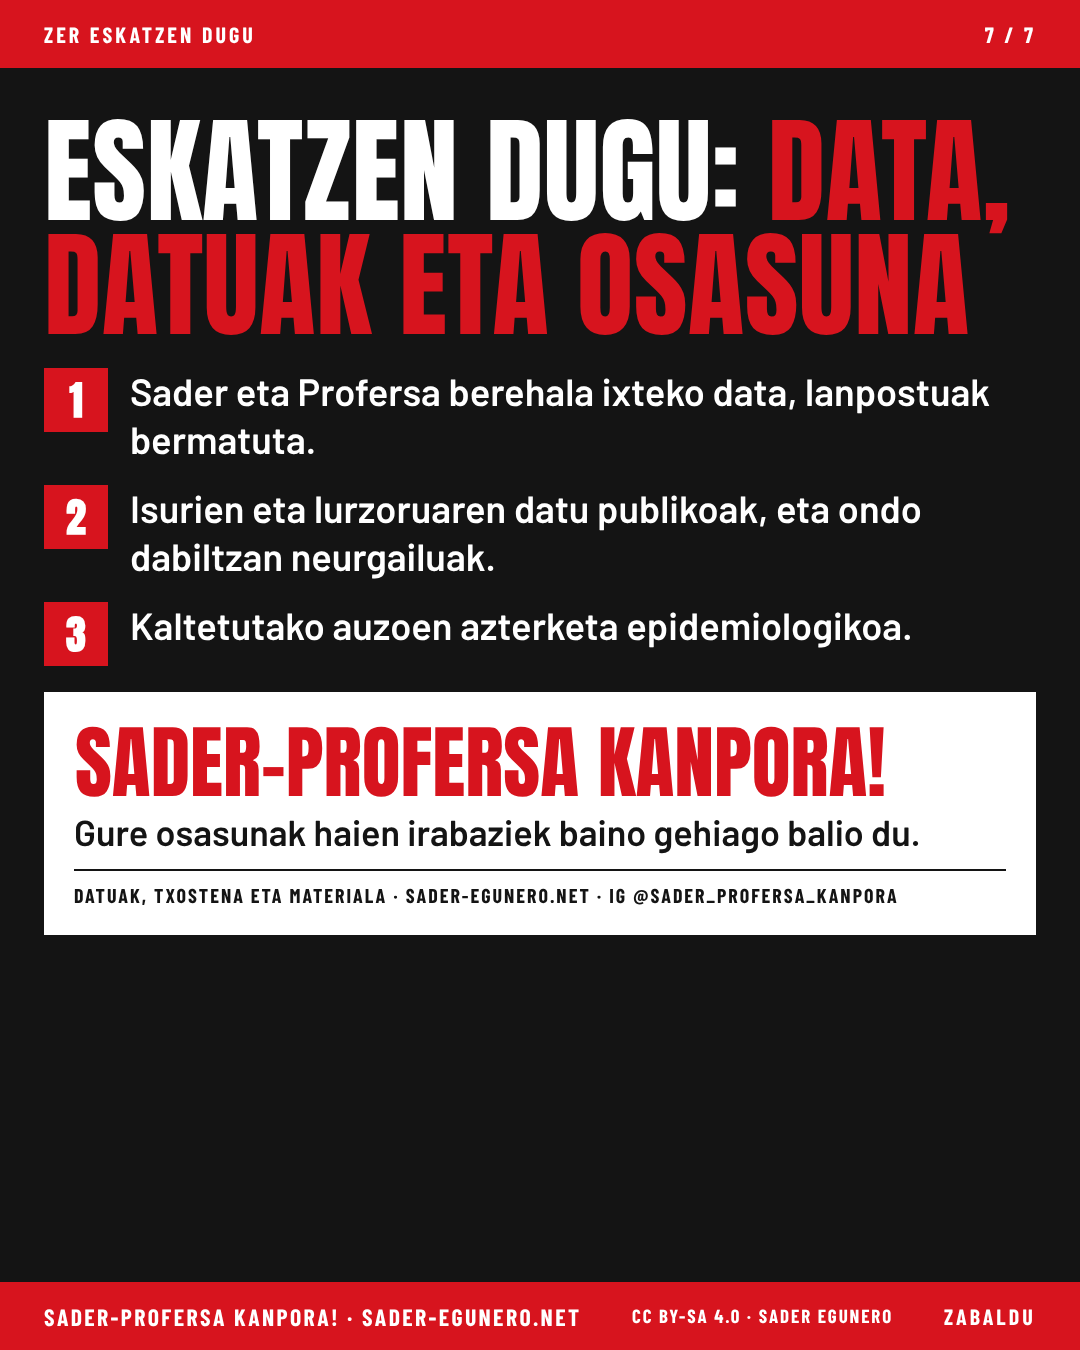 ZER ESKATZEN DUGU
7 / 7
ESKATZEN DUGU: DATA,
DATUAK ETA OSASUNA
1
Sader eta Profersa berehala ixteko data, lanpostuak
bermatuta.
2
Isurien eta lurzoruaren datu publikoak, eta ondo
dabiltzan neurgailuak.
3
Kaltetutako auzoen azterketa epidemiologikoa.
SADER-PROFERSA KANPORA!
Gure osasunak haien irabaziek baino gehiago balio du.
DATUAK, TXOSTENA ETA MATERIALA · SADER-EGUNERO.NET · IG @SADER_PROFERSA_KANPORA
SADER-PROFERSA KANPORA! · SADER-EGUNERO.NET
CC BY-SA 4.0 · SADER EGUNERO
ZABALDU